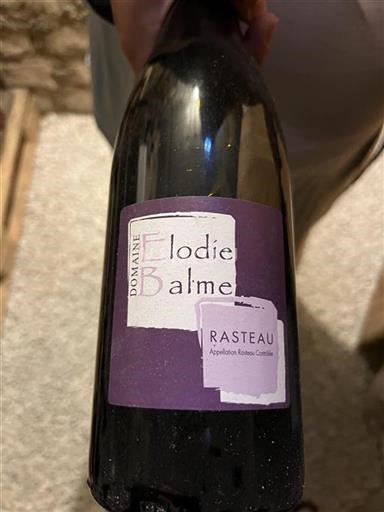 DOMAINE
Elodie
Balme
RASTEAU
Appellation Rasteau Contrôlée